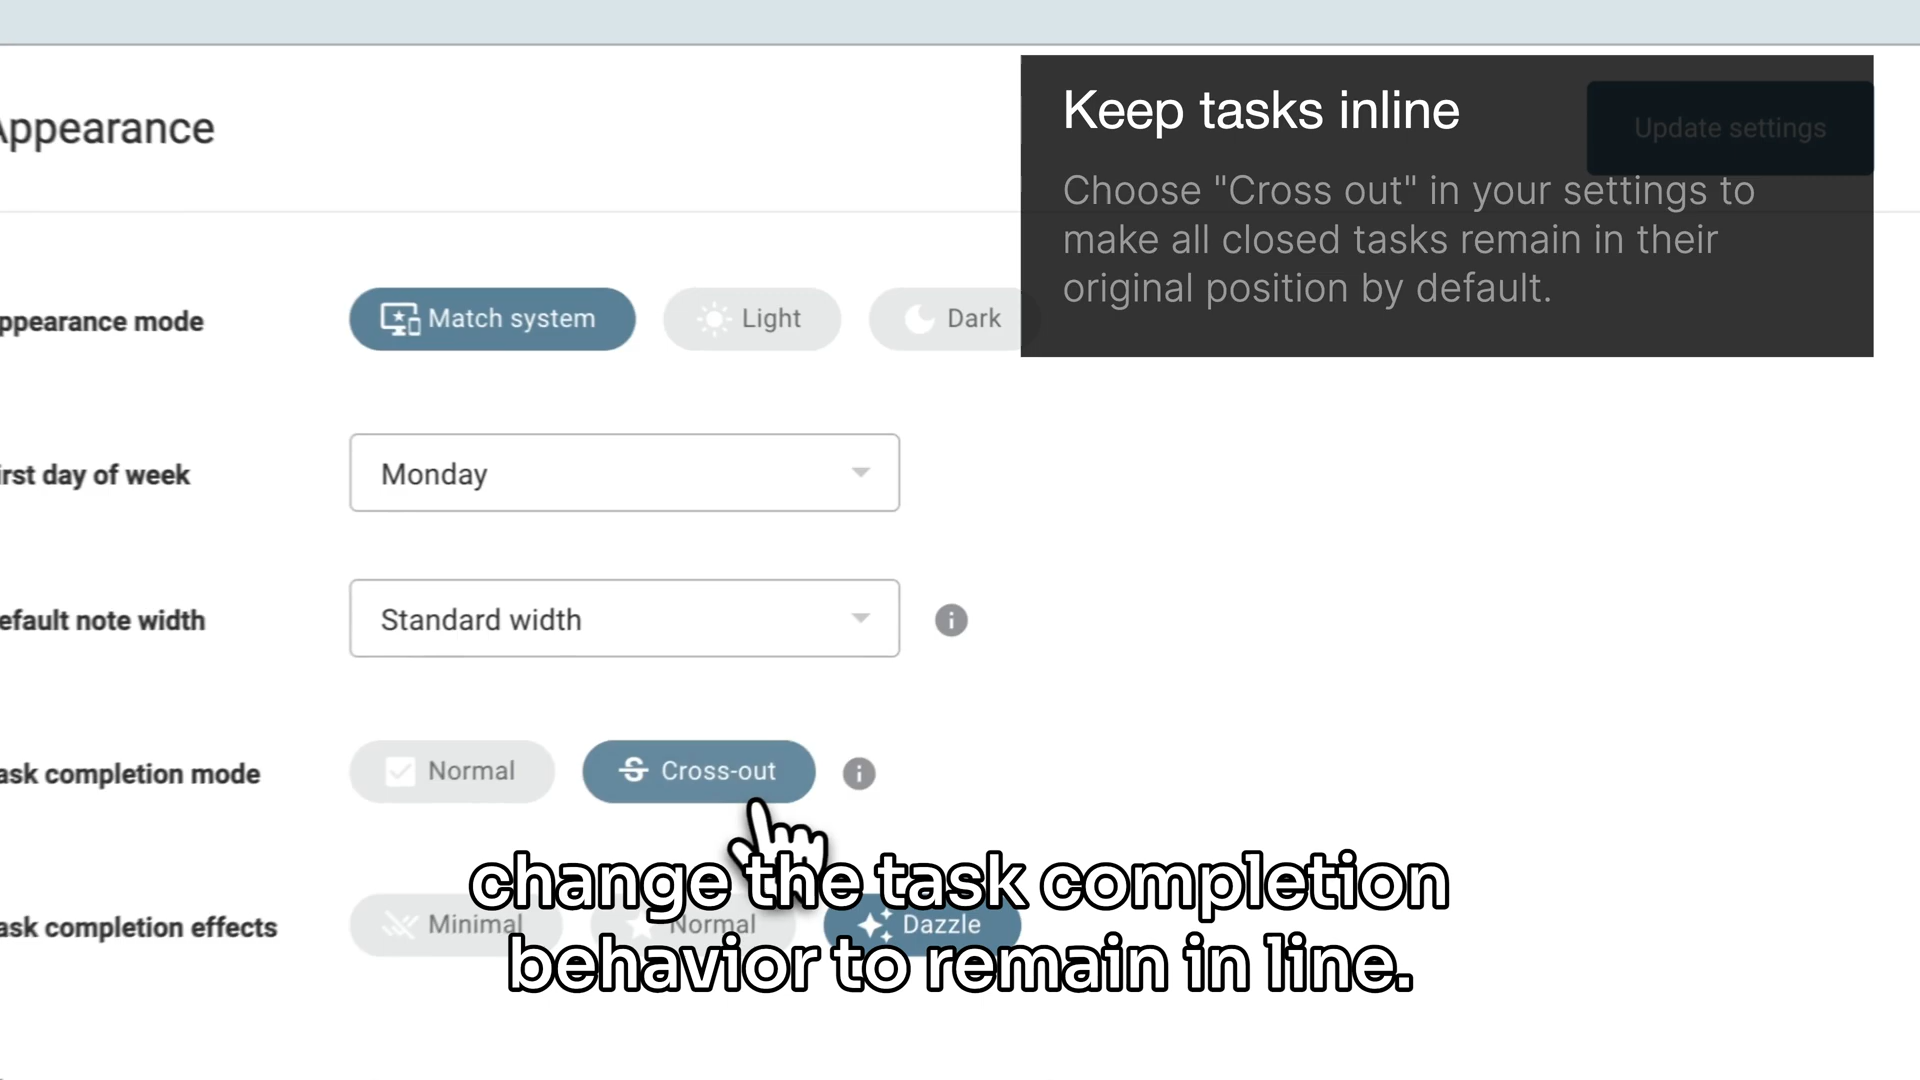 Appearance
Keep tasks inline
Update settings
Choose "Cross out" in your settings to
make all closed tasks remain in their
original position by default.
ppearance mode
Match system
Light
Dark
irst day of week
Monday
efault note width
Standard width
ask completion mode
Normal
Cross-out
ask completion effects
Minimal
Normal
Dazzle
change the task completion
behavior to remain in line.